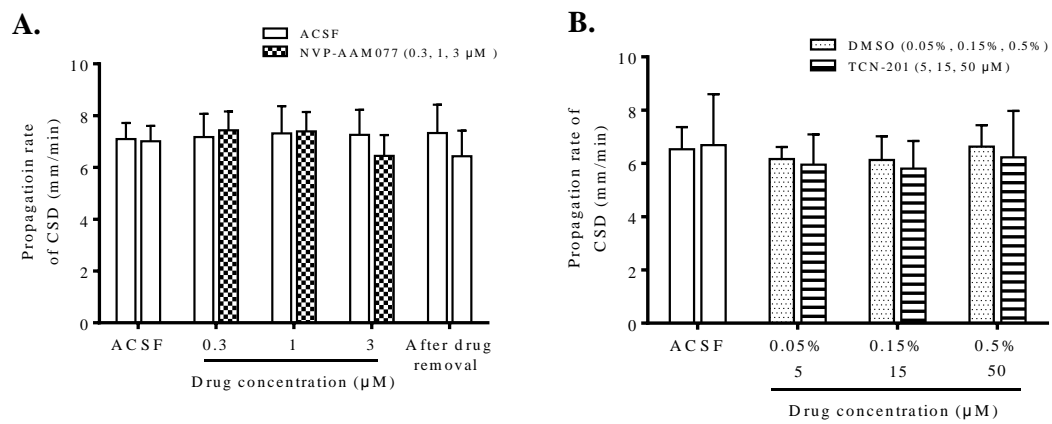 A.
ACSF
NVP-AAM077 (0.3, 1, 3 µM )
Propagatioin rate
of CSD (mm/min)
10
8
6
4
2
0
ACSF
0.3
1
3
After drug
removal
Drug concentration (µM)
B.
DMSO (0.05%, 0.15%, 0.5%)
TCN-201 (5, 15, 50 µM)
Propagation rate of
CSD (mm/min)
10
8
6
4
2
0
ACSF
0.05%
0.15%
0.5%
5
15
50
Drug concentration (µM)